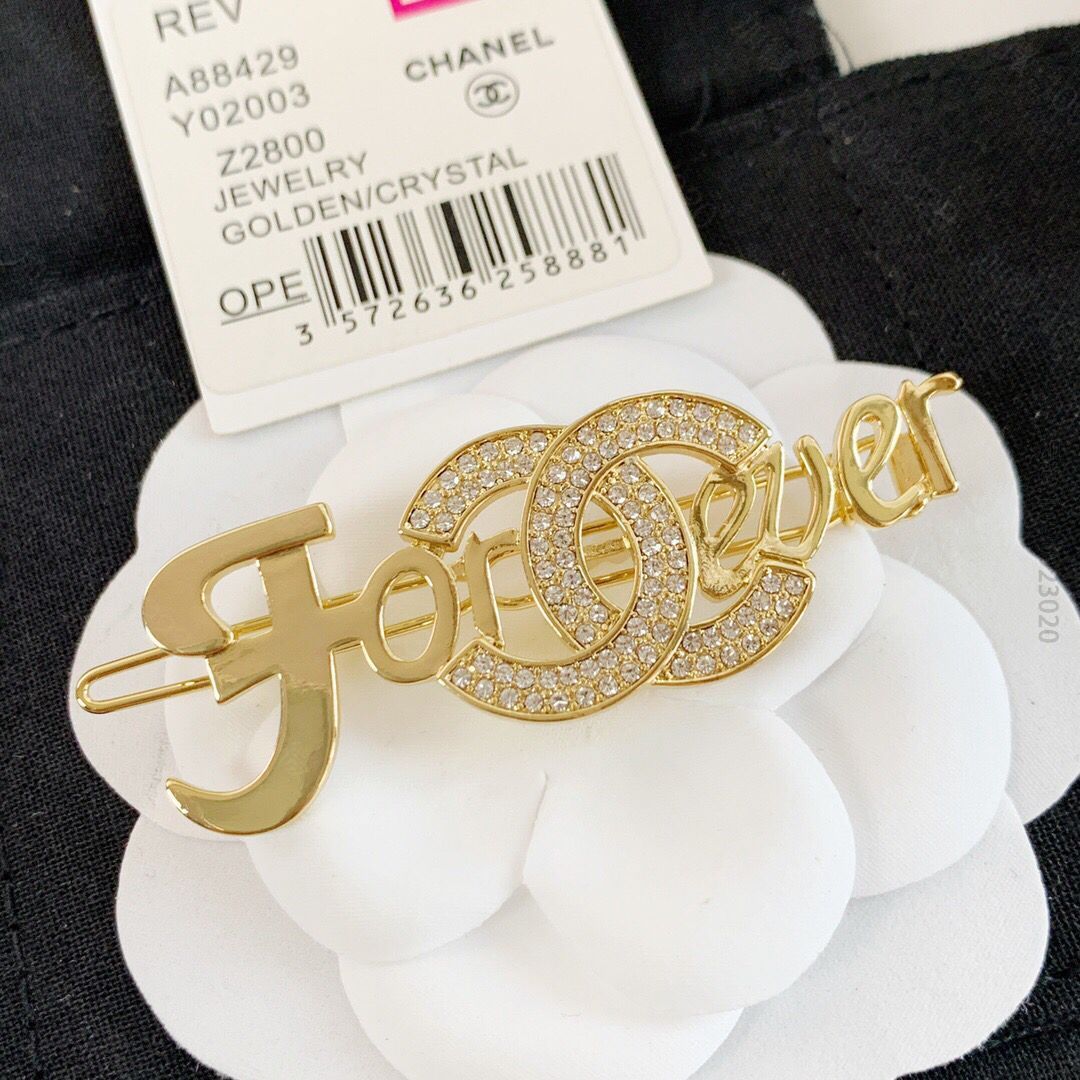 REV
A88429
Y02003
Z2800
JEWELRY
GOLDEN/CRYSTAL
OPE
3 572636 258881
CHANEL
Forever
23020